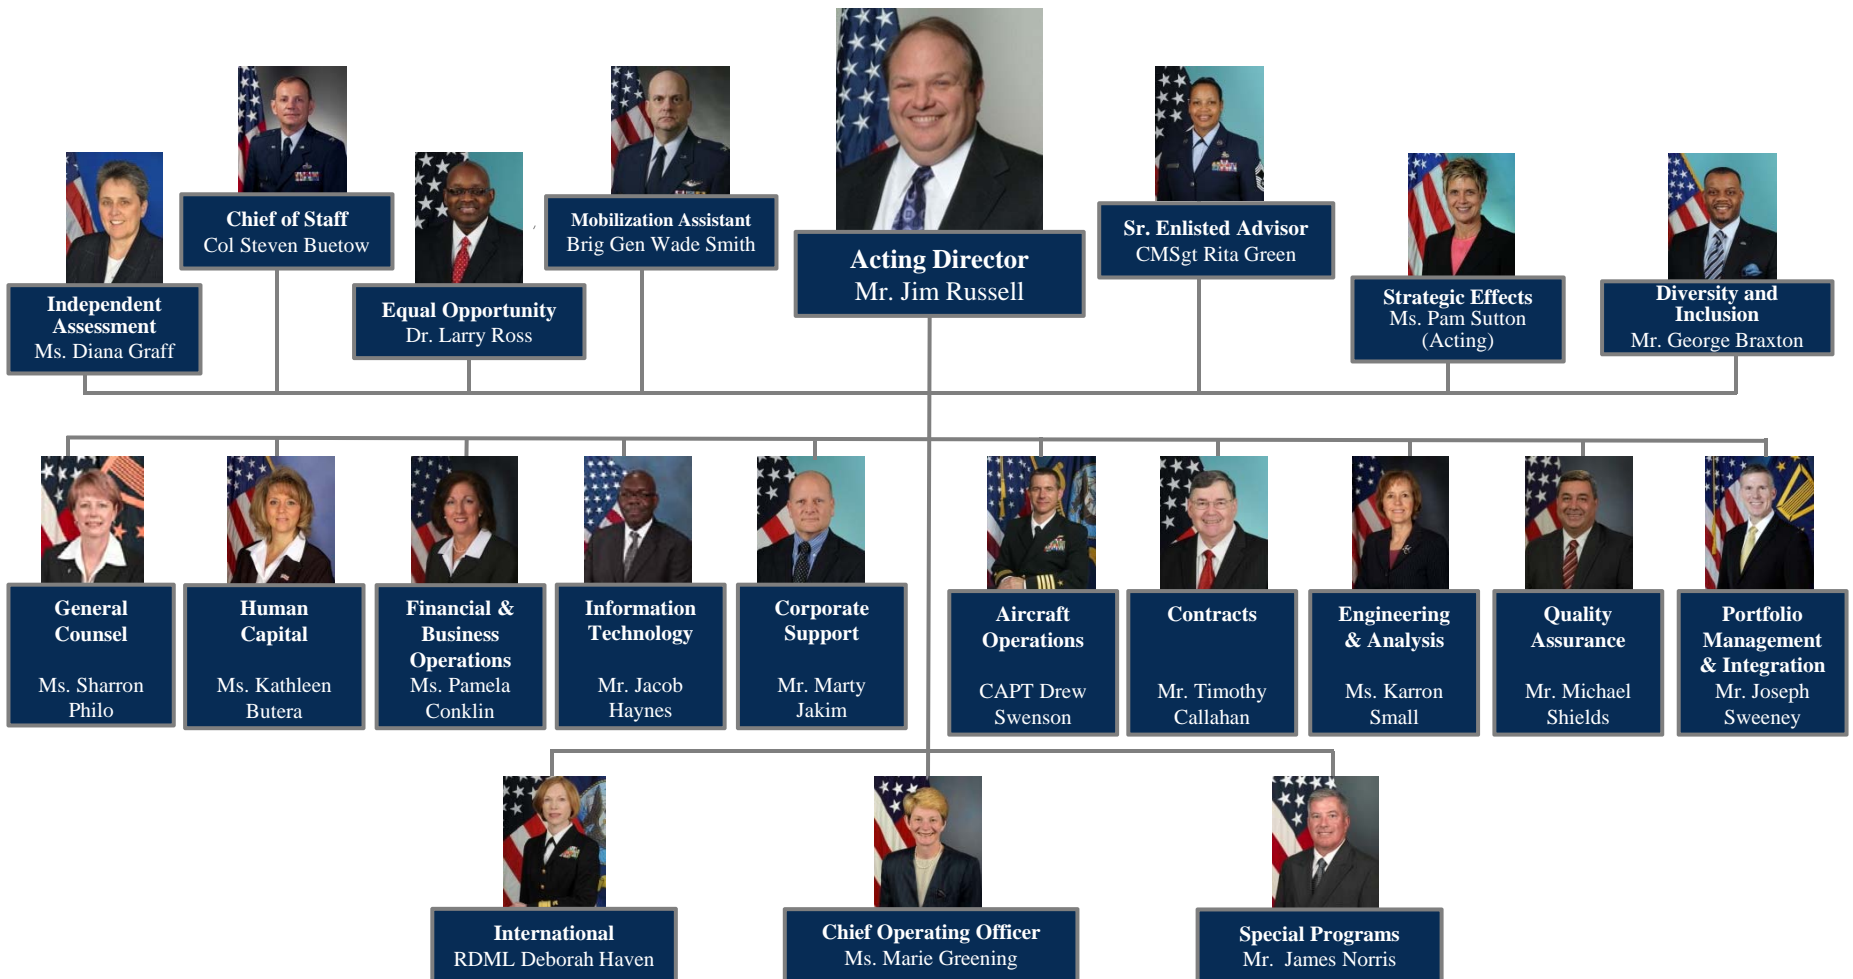 Acting Director
Mr. Jim Russell
Chief of Staff
Col Steven Buetow
Mobilization Assistant
Brig Gen Wade Smith
Sr. Enlisted Advisor
CMSgt Rita Green
Independent
Assessment
Ms. Diana Graff
Equal Opportunity
Dr. Larry Ross
Strategic Effects
Ms. Pam Sutton
(Acting)
Diversity and
Inclusion
Mr. George Braxton
General
Counsel
Ms. Sharron
Philo
Human
Capital
Ms. Kathleen
Butera
Financial &
Business
Operations
Ms. Pamela
Conklin
Information
Technology
Mr. Jacob
Haynes
Corporate
Support
Mr. Marty
Jakim
Aircraft
Operations
CAPT Drew
Swenson
Contracts
Mr. Timothy
Callahan
Engineering
& Analysis
Ms. Karron
Small
Quality
Assurance
Mr. Michael
Shields
Portfolio
Management
& Integration
Mr. Joseph
Sweeney
International
RDML Deborah Haven
Chief Operating Officer
Ms. Marie Greening
Special Programs
Mr. James Norris